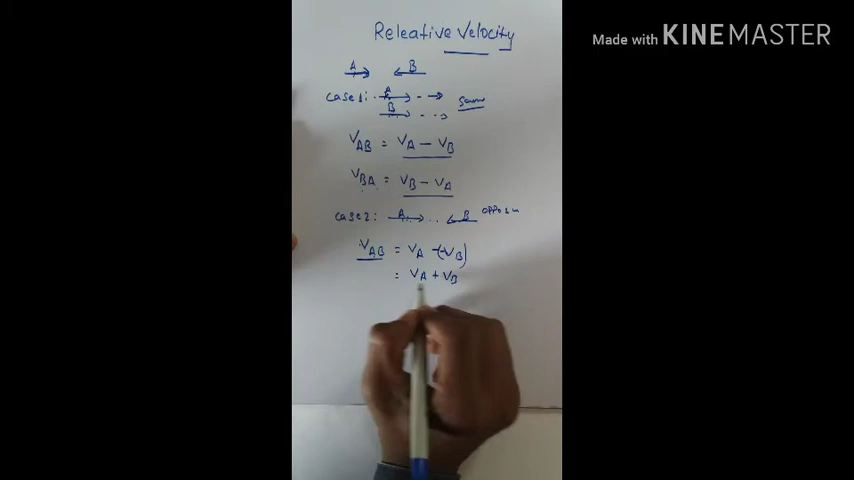 Releative Velocity
Made with KINEMASTER
A B
case1: A
B same
VAB = VA - VB
VBA = VB - VA
case2: A B
VAB = VA -(-VB)
= VA + VB